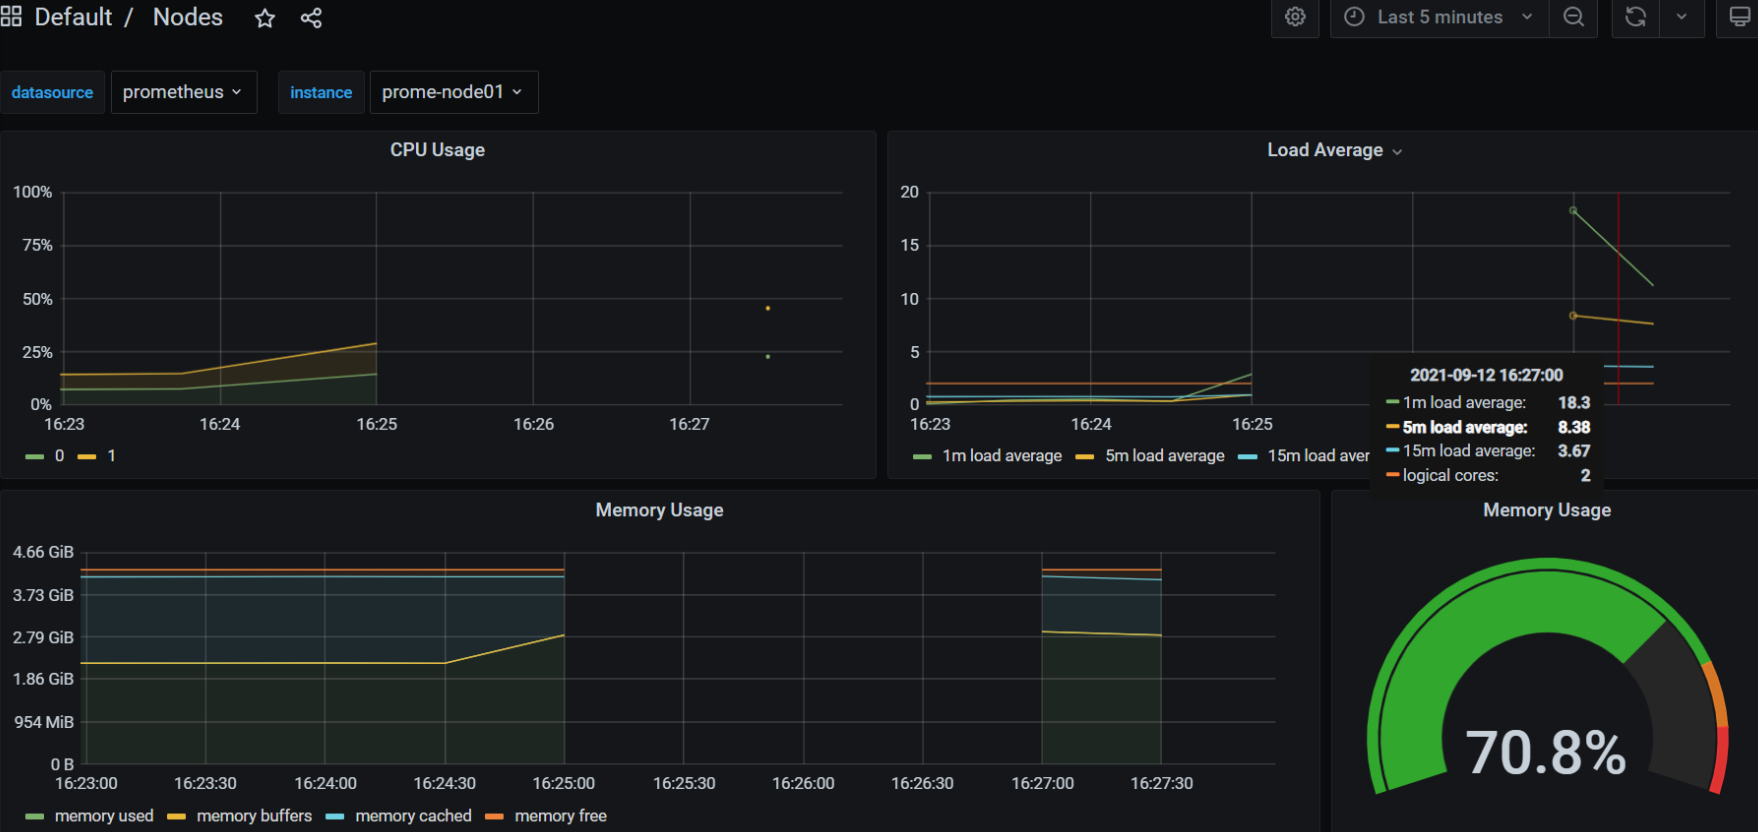 Default / Nodes
Last 5 minutes
datasource prometheus instance prome-node01
CPU Usage
100%
75%
50%
25%
0%
16:23 16:24 16:25 16:26 16:27
0 1
Load Average
20
15
10
5
0
16:23 16:24 16:25
1m load average 5m load average 15m load aver
2021-09-12 16:27:00
1m load average: 18.3
5m load average: 8.38
15m load average: 3.67
logical cores: 2
Memory Usage
4.66 GiB
3.73 GiB
2.79 GiB
1.86 GiB
954 MiB
0 B
16:23:00 16:23:30 16:24:00 16:24:30 16:25:00 16:25:30 16:26:00 16:26:30 16:27:00 16:27:30
memory used memory buffers memory cached memory free
Memory Usage
70.8%